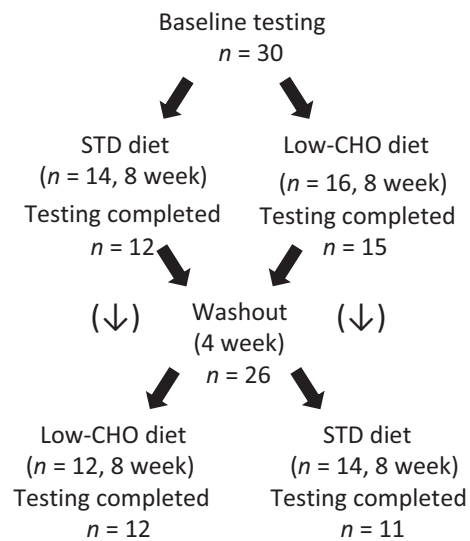 Baseline testing
n = 30
STD diet
(n = 14, 8 week)
Testing completed
n = 12
Low-CHO diet
(n = 16, 8 week)
Testing completed
n = 15
(↓)
Washout
(4 week)
n = 26
(↓)
Low-CHO diet
(n = 12, 8 week)
Testing completed
n = 12
STD diet
(n = 14, 8 week)
Testing completed
n = 11